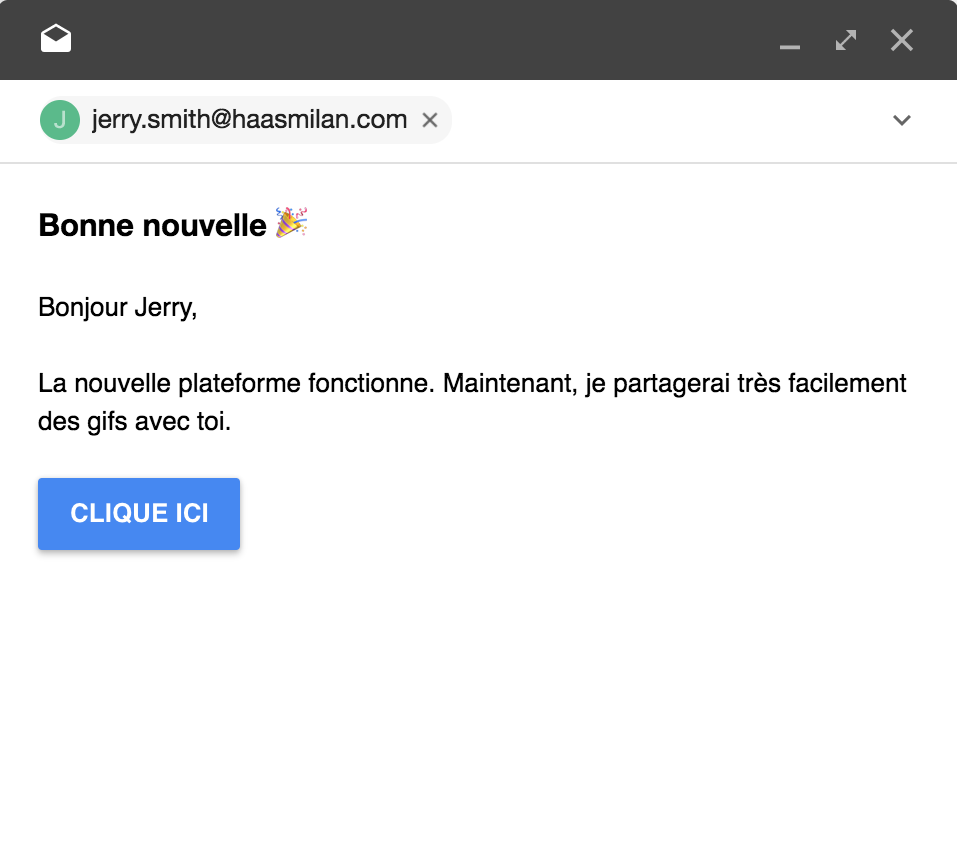 J jerry.smith@haasmilan.com
Bonne nouvelle 🎉
Bonjour Jerry,
La nouvelle plateforme fonctionne. Maintenant, je partagerai très facilement
des gifs avec toi.
CLIQUE ICI